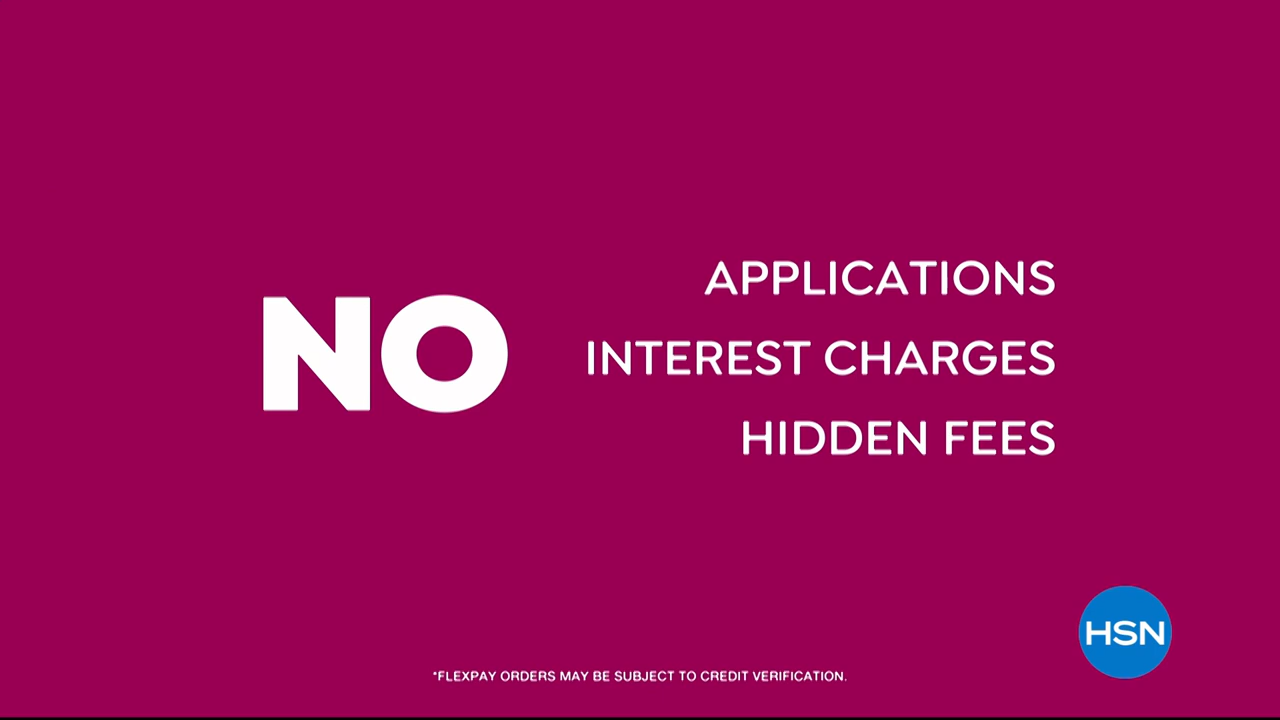 NO
APPLICATIONS
INTEREST CHARGES
HIDDEN FEES
HSN
*FLEXPAY ORDERS MAY BE SUBJECT TO CREDIT VERIFICATION.